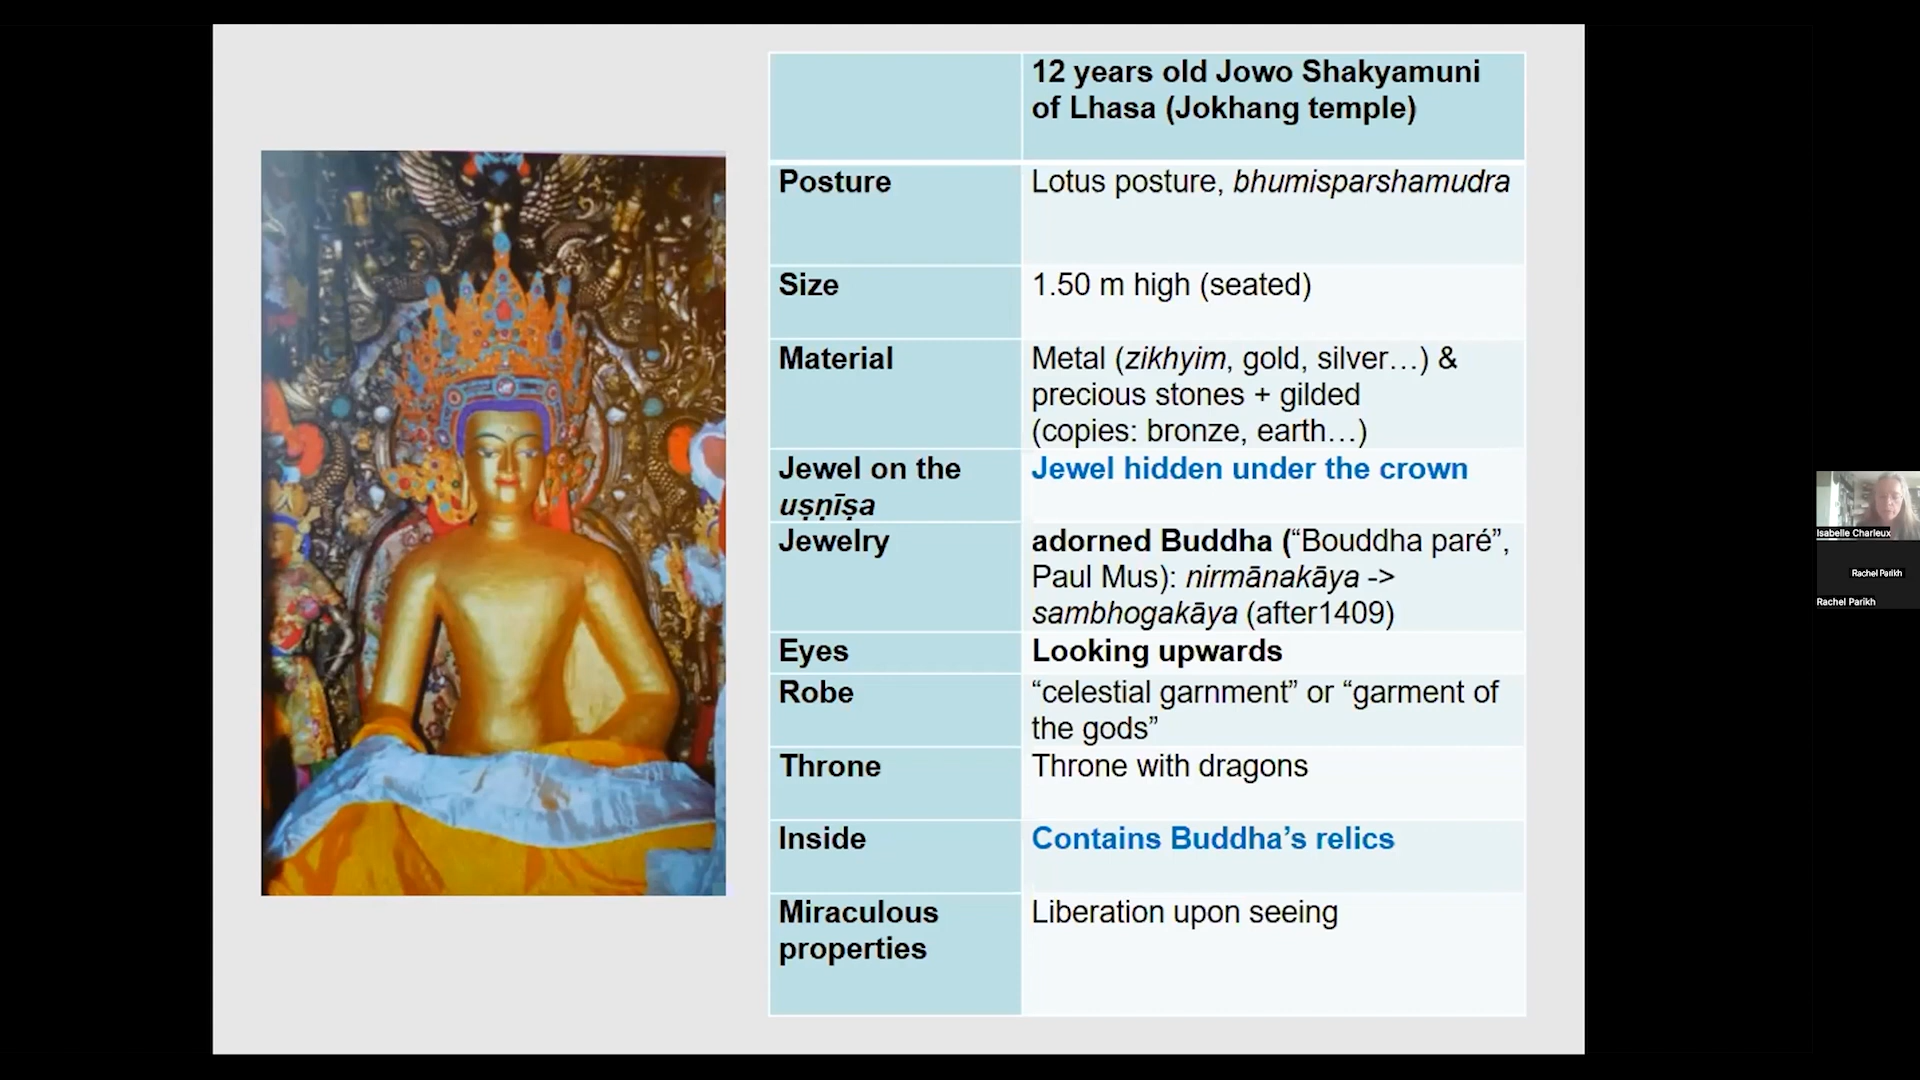 12 years old Jowo Shakyamuni
of Lhasa (Jokhang temple)
Posture
Lotus posture, bhumisparshamudra
Size
1.50 m high (seated)
Material
Metal (zikhyim, gold, silver…) &
precious stones + gilded
(copies: bronze, earth…)
Jewel on the
uṣṇīṣa
Jewel hidden under the crown
Jewelry
adorned Buddha (“Bouddha paré”,
Paul Mus): nirmānakāya ->
sambhogakāya (after1409)
Eyes
Looking upwards
Robe
“celestial garnment” or “garment of
the gods”
Throne
Throne with dragons
Inside
Contains Buddha’s relics
Miraculous
properties
Liberation upon seeing
Isabelle Charleux
Rachel Parikh
Rachel Parikh